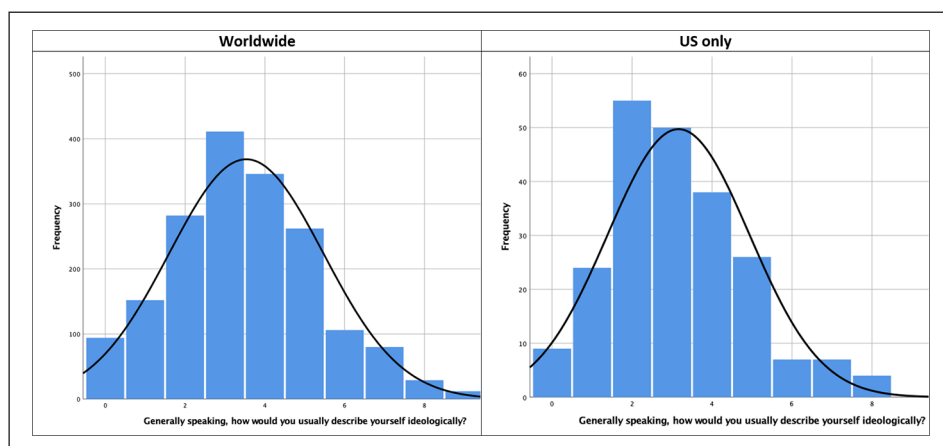 Worldwide
US only
500
400
300
200
100
0
Frequency
0 2 4 6 8
Generally speaking, how would you usually describe yourself ideologically?
60
50
40
30
20
10
0
Frequency
0 2 4 6 8
Generally speaking, how would you usually describe yourself ideologically?